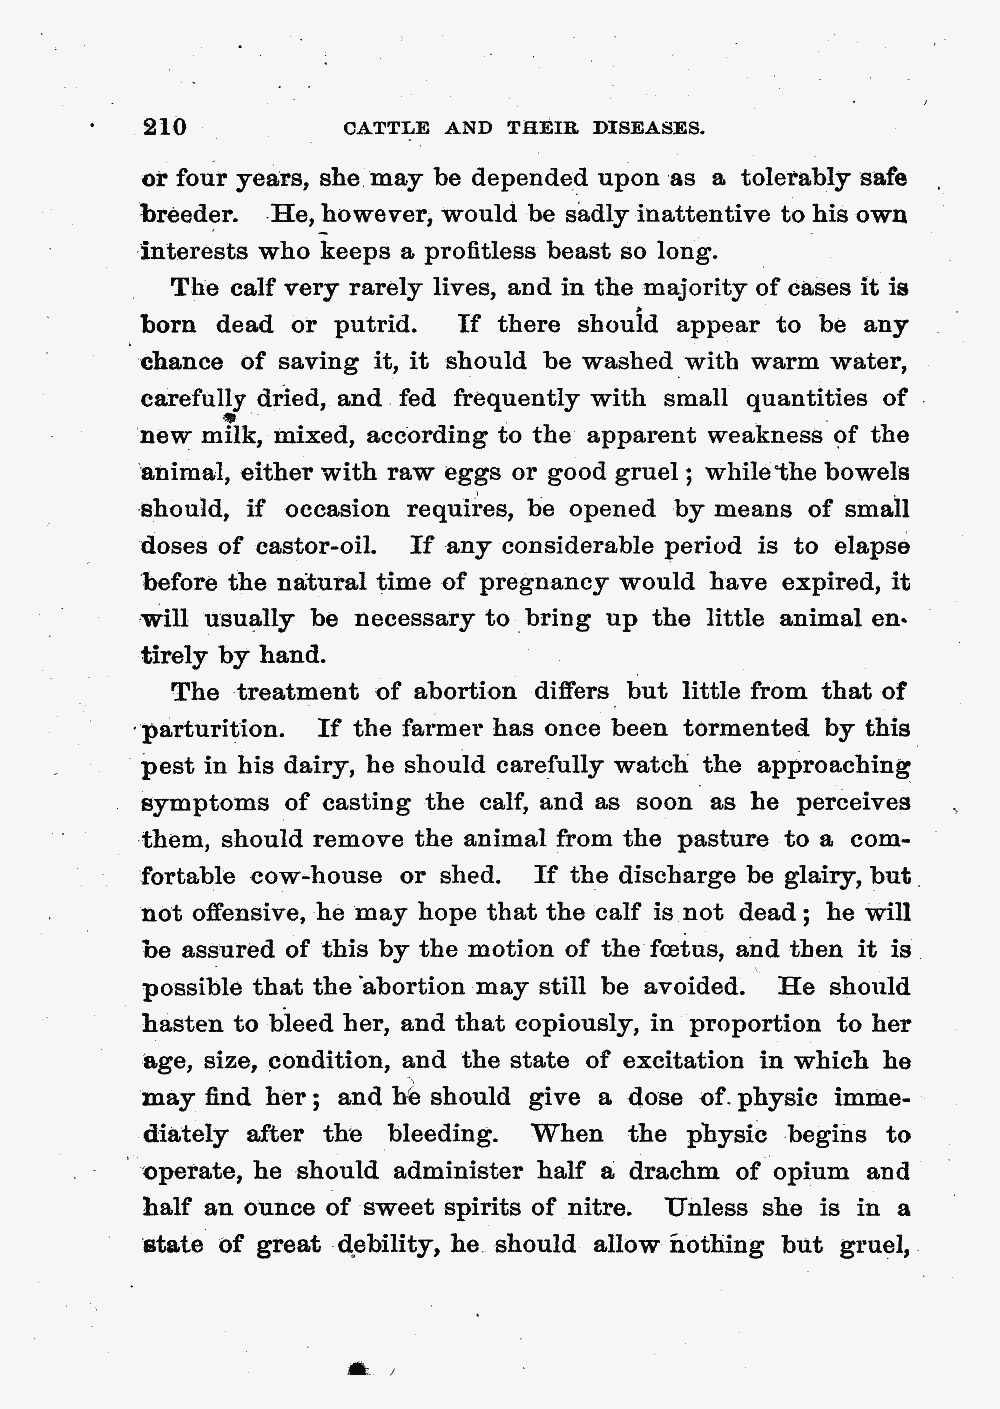 210 CATTLE AND THEIR DISEASES.
or four years, she may be depended upon as a tolerably safe
breeder. He, however, would be sadly inattentive to his own
interests who keeps a profitless beast so long.
The calf very rarely lives, and in the majority of cases it is
born dead or putrid. If there should appear to be any
chance of saving it, it should be washed with warm water,
carefully dried, and fed frequently with small quantities of
new milk, mixed, according to the apparent weakness of the
animal, either with raw eggs or good gruel; while the bowels
should, if occasion requires, be opened by means of small
doses of castor-oil. If any considerable period is to elapse
before the natural time of pregnancy would have expired, it
will usually be necessary to bring up the little animal en-
tirely by hand.
The treatment of abortion differs but little from that of
parturition. If the farmer has once been tormented by this
pest in his dairy, he should carefully watch the approaching
symptoms of casting the calf, and as soon as he perceives
them, should remove the animal from the pasture to a com-
fortable cow-house or shed. If the discharge be glairy, but
not offensive, he may hope that the calf is not dead; he will
be assured of this by the motion of the fœtus, and then it is
possible that the abortion may still be avoided. He should
hasten to bleed her, and that copiously, in proportion to her
age, size, condition, and the state of excitation in which he
may find her; and he should give a dose of physic imme-
diately after the bleeding. When the physic begins to
operate, he should administer half a drachm of opium and
half an ounce of sweet spirits of nitre. Unless she is in a
state of great debility, he should allow nothing but gruel,